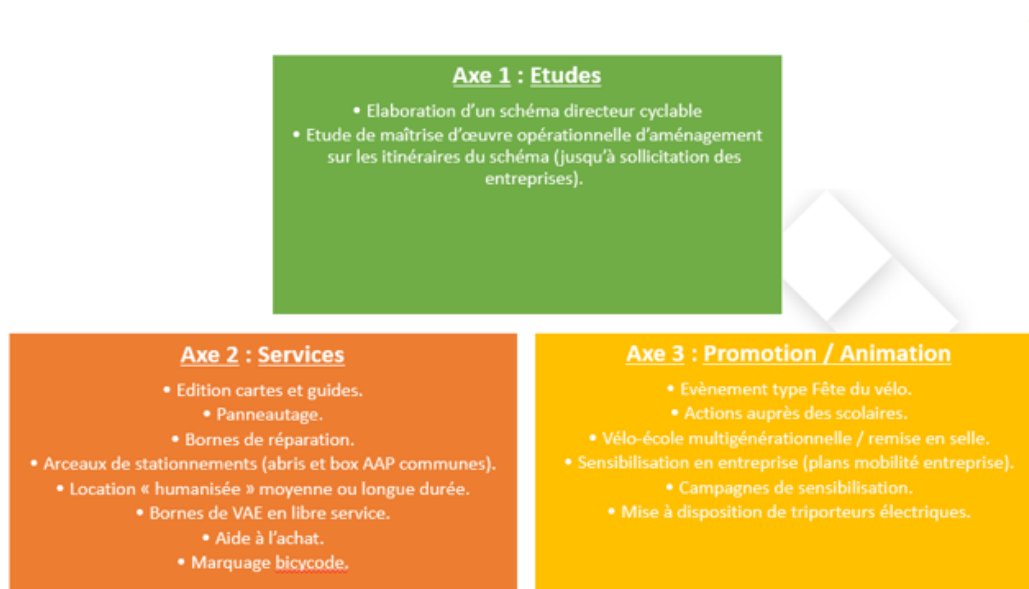 Axe 1 : Etudes
• Elaboration d’un schéma directeur cyclable
• Etude de maîtrise d’œuvre opérationnelle d’aménagement
sur les itinéraires du schéma (jusqu’à sollicitation des
entreprises).
Axe 2 : Services
• Edition cartes et guides.
• Panneautage.
• Bornes de réparation.
• Arceaux de stationnements (abris et box AAP communes).
• Location « humanisée » moyenne ou longue durée.
• Bornes de VAE en libre service.
• Aide à l’achat.
• Marquage bicycode.
Axe 3 : Promotion / Animation
• Evènement type Fête du vélo.
• Actions auprès des scolaires.
• Vélo-école multigénérationnelle / remise en selle.
• Sensibilisation en entreprise (plans mobilité entreprise).
• Campagnes de sensibilisation.
• Mise à disposition de triporteurs électriques.